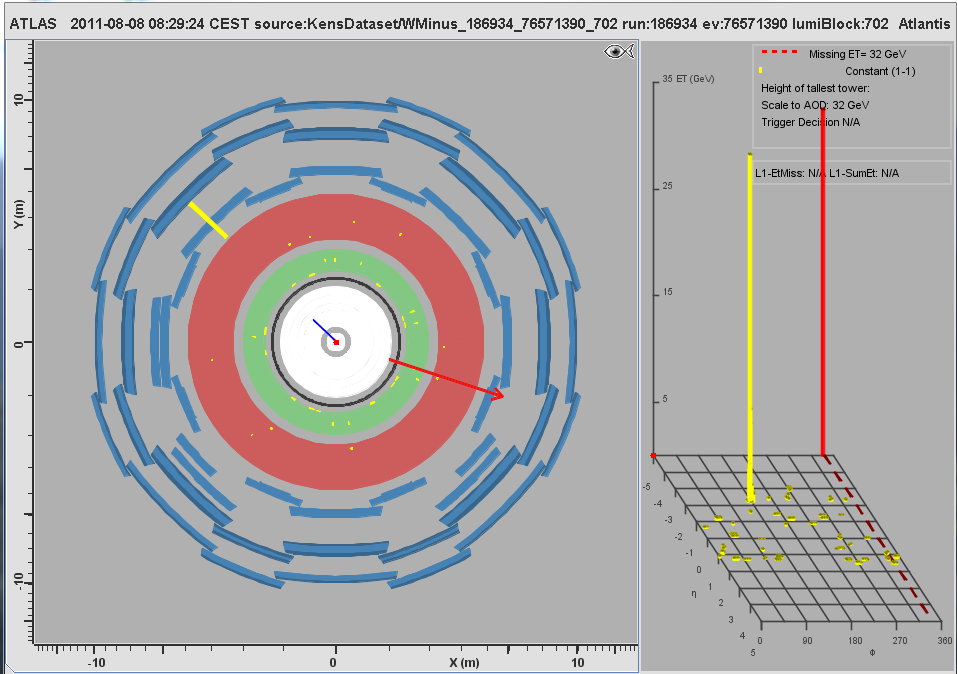 ATLAS 2011-08-08 08:29:24 CEST source:KensDataset/WMinus_186934_76571390_702 run:186934 ev:76571390 lumiBlock:702 Atlantis
Missing ET= 32 GeV
Constant (1-1)
Height of tallest tower:
Scale to AOD: 32 GeV
Trigger Decision N/A
L1-EtMiss: N/A L1-SumEt: N/A
Y (m)
10
0
-10
-10
0
X (m)
10
35 ET (GeV)
25
15
5
-5
-4
-3
-2
-1
0
1
2
3
4
5
η
0
90
180
270
360
Φ